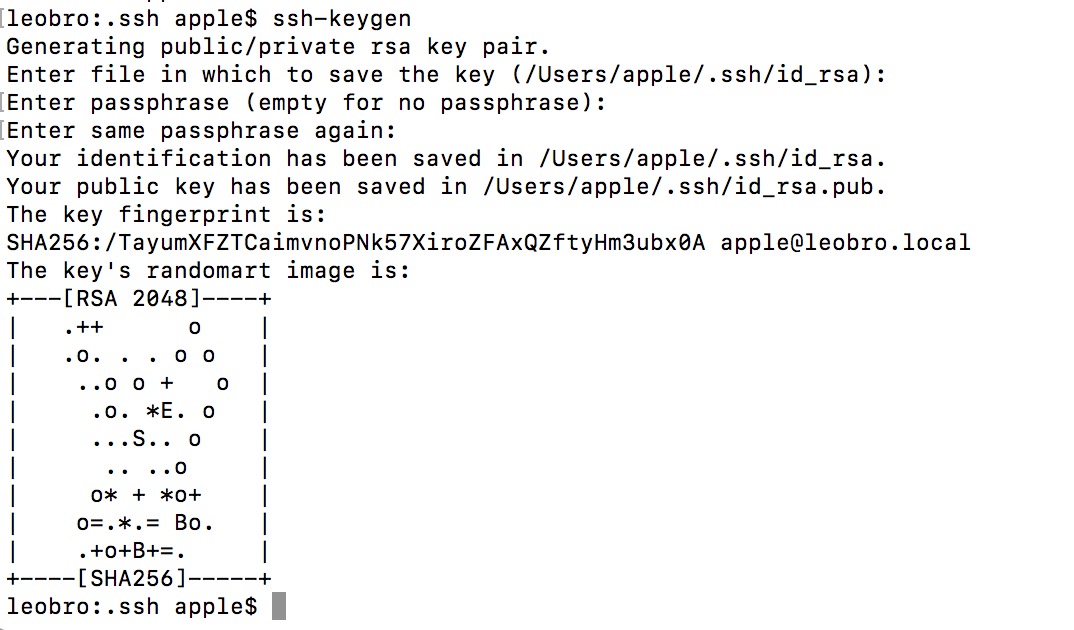 leobro:.ssh apple$ ssh-keygen
Generating public/private rsa key pair.
Enter file in which to save the key (/Users/apple/.ssh/id_rsa):
Enter passphrase (empty for no passphrase):
Enter same passphrase again:
Your identification has been saved in /Users/apple/.ssh/id_rsa.
Your public key has been saved in /Users/apple/.ssh/id_rsa.pub.
The key fingerprint is:
SHA256:/TayumXFZTCaimvnoPNk57XiroZFAxQZftyHm3ubx0A apple@leobro.local
The key's randomart image is:
+---[RSA 2048]----+
|    .++      o    |
|    .o. . . o o   |
|     ..o o +   o  |
|      .o. *E. o   |
|      ...S.. o    |
|       .. ..o     |
|      o* + *o+    |
|     o=.*.= Bo.   |
|     .+o+B+=.     |
+----[SHA256]-----+
leobro:.ssh apple$